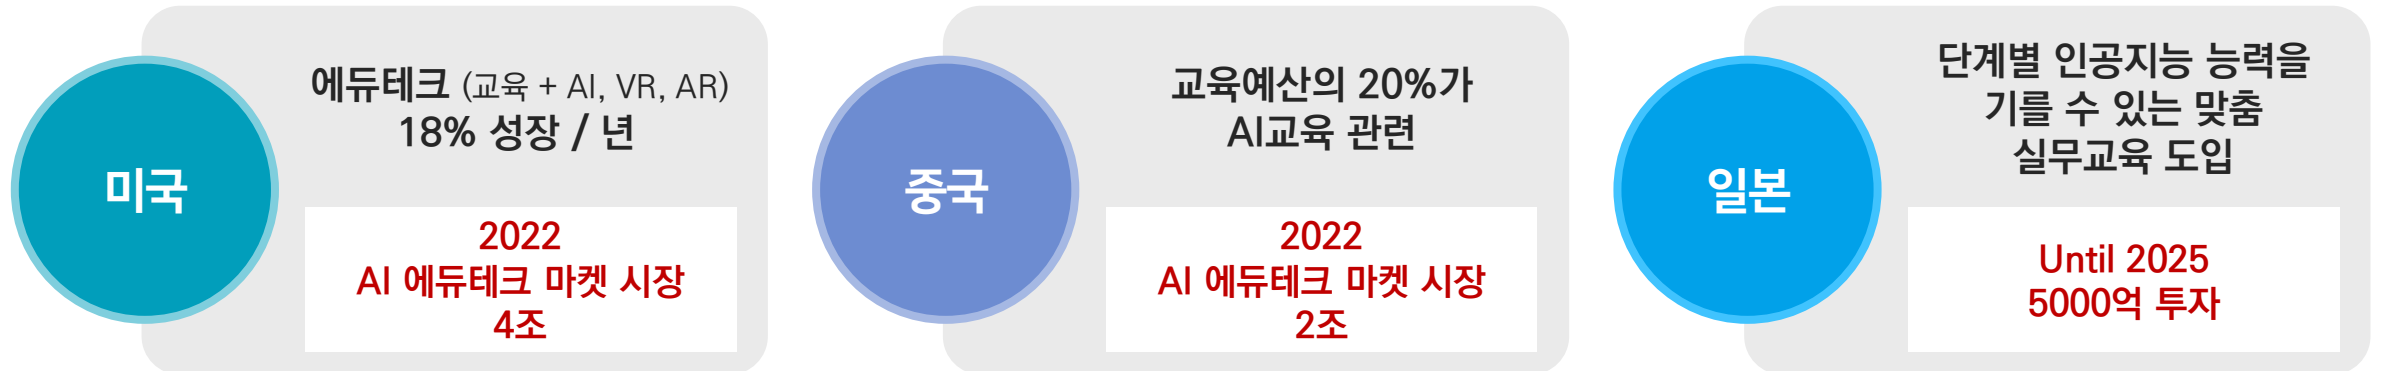 미국
에듀테크 (교육 + AI, VR, AR)
18% 성장 / 년
2022
AI 에듀테크 마켓 시장
4조
중국
교육예산의 20%가
AI교육 관련
2022
AI 에듀테크 마켓 시장
2조
일본
단계별 인공지능 능력을
기를 수 있는 맞춤
실무교육 도입
Until 2025
5000억 투자